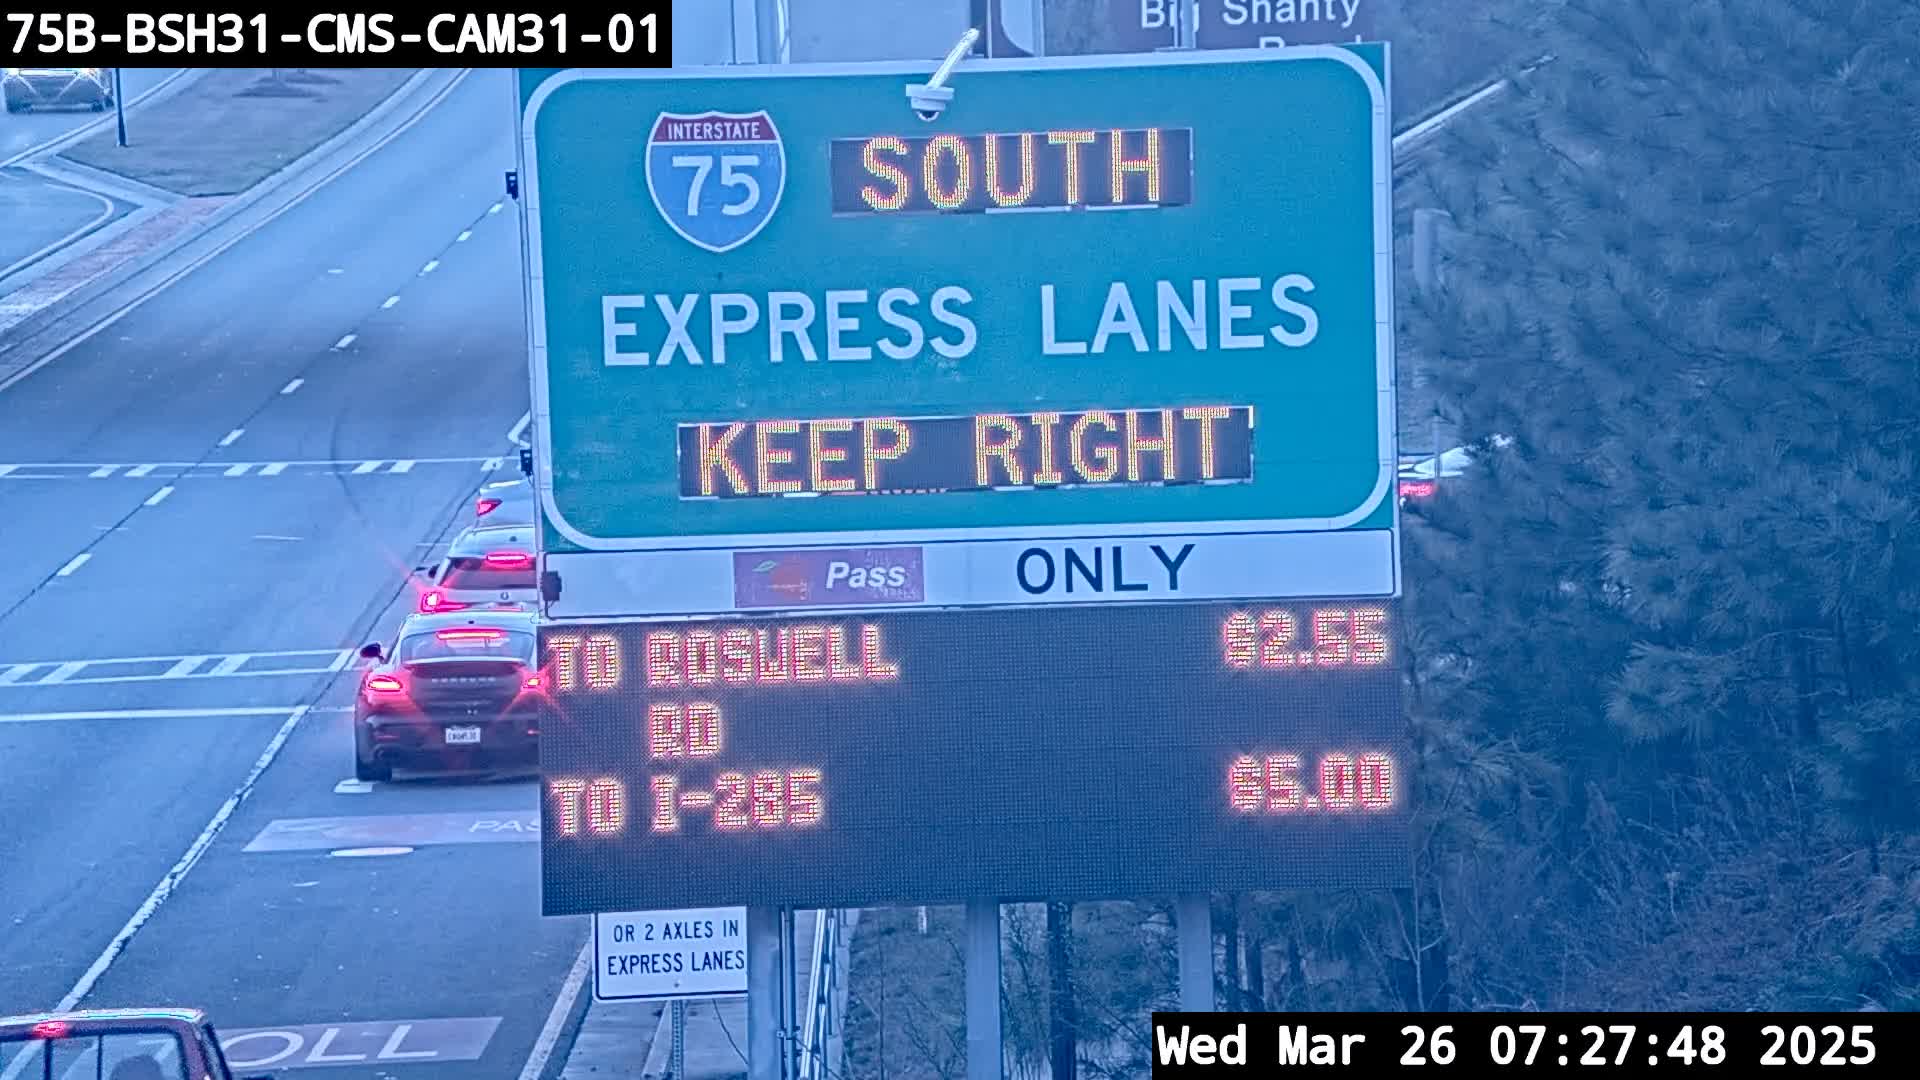 75B-BSH31-CMS-CAM31-01
Big Shanty
INTERSTATE
75
SOUTH
EXPRESS LANES
KEEP RIGHT
Pass ONLY
TO ROSWELL $2.55
RD
TO I-285 $5.00
OR 2 AXLES IN
EXPRESS LANES
TOLL
Wed Mar 26 07:27:48 2025